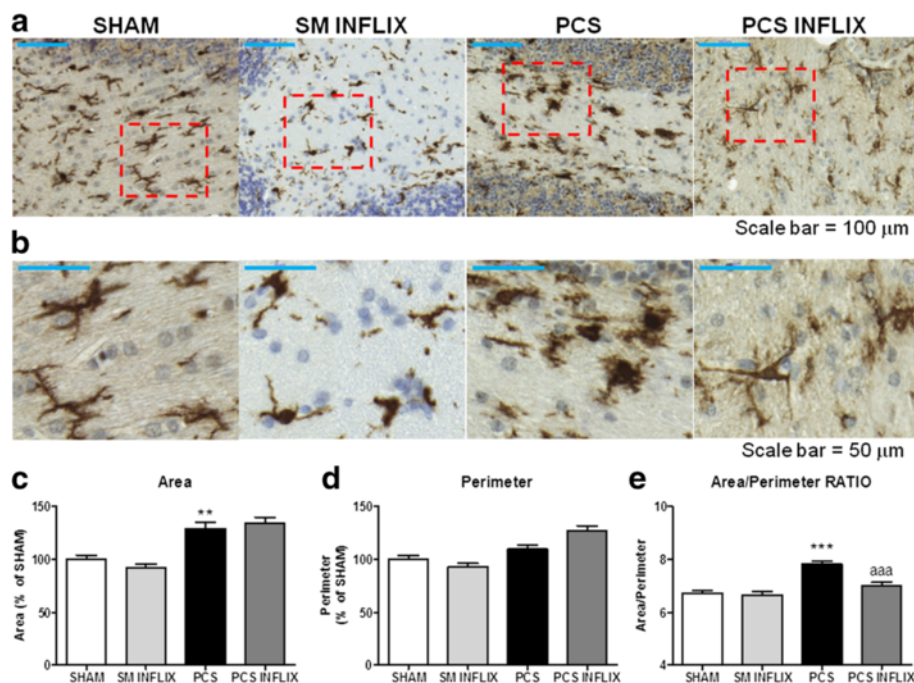 a SHAM SM INFLIX PCS PCS INFLIX
Scale bar = 100 μm
b
Scale bar = 50 μm
c Area
150
100
50
0
Area (% of SHAM)
**
SHAM SM INFLIX PCS PCS INFLIX
d Perimeter
150
100
50
0
Perimeter
(% of SHAM)
SHAM SM INFLIX PCS PCS INFLIX
e Area/Perimeter RATIO
8
6
4
Area/Perimeter
***
aaa
SHAM SM INFLIX PCS PCS INFLIX